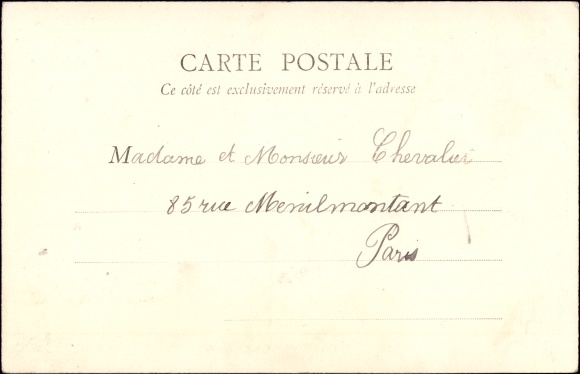 CARTE POSTALE
Ce côté est exclusivement réservé à l'adresse
Madame et Monsieur Chevalier
85 rue Menilmontant
Paris